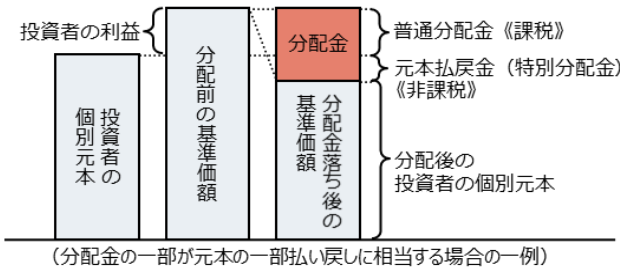 投資者の利益
投資者の
個別元本
分配前の基準価額
分配金
分配金落ち後の
基準価額
普通分配金《課税》
元本払戻金（特別分配金）
《非課税》
分配後の
投資者の個別元本
（分配金の一部が元本の一部払い戻しに相当する場合の一例）